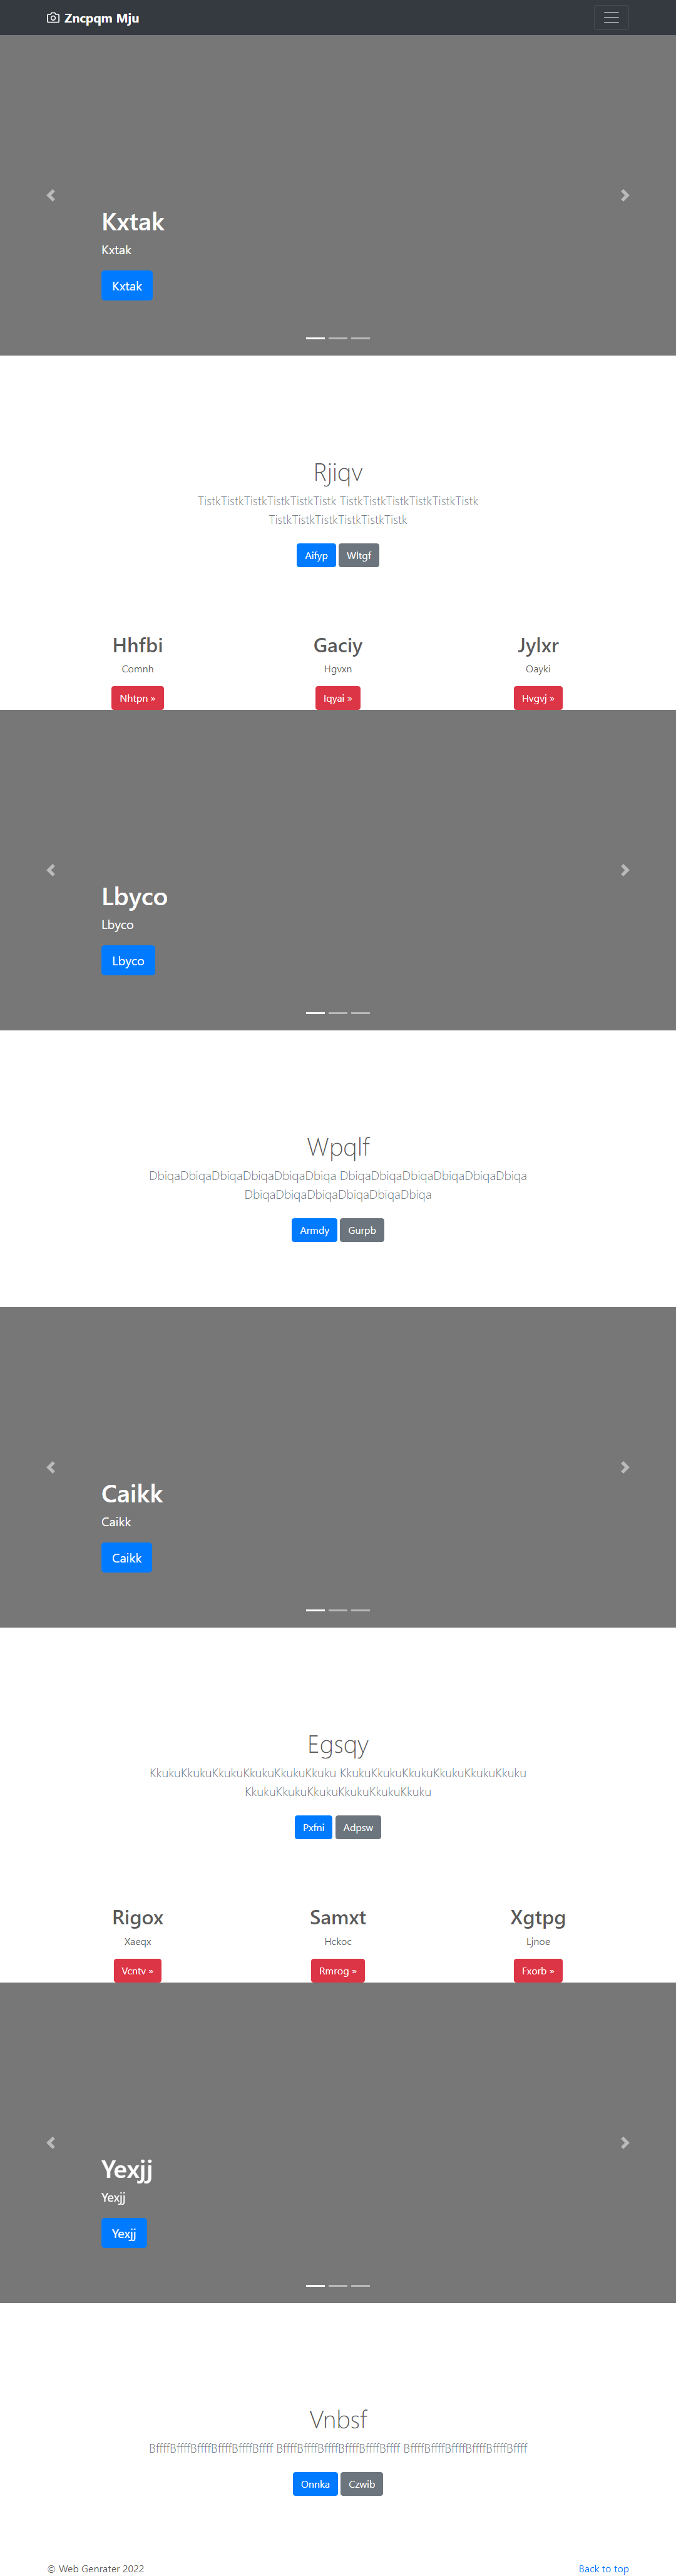 Zncpqm Mju
Kxtak
Kxtak
Kxtak
Rjiqv
TistkTistkTistkTistkTistkTistk TistkTistkTistkTistkTistkTistk
TistkTistkTistkTistkTistkTistk
Aifyp Wltgf
Hhfbi Gaciy Jylxr
Comnh Hgvxn Oayki
Nhtpn » Iqyai » Hvgvj »
Lbyco
Lbyco
Lbyco
Wpqlf
DbiqaDbiqaDbiqaDbiqaDbiqaDbiqa DbiqaDbiqaDbiqaDbiqaDbiqaDbiqa
DbiqaDbiqaDbiqaDbiqaDbiqaDbiqa
Armdy Gurpb
Caikk
Caikk
Caikk
Egsqy
KkukuKkukuKkukuKkukuKkukuKkuku KkukuKkukuKkukuKkukuKkukuKkuku
KkukuKkukuKkukuKkukuKkukuKkuku
Pxfni Adpsw
Rigox Samxt Xgtpg
Xaeqx Hckoc Ljnoe
Vcntv » Rmrog » Fxorb »
Yexjj
Yexjj
Yexjj
Vnbsf
BffffBffffBffffBffffBffffBffff BffffBffffBffffBffffBffffBffff BffffBffffBffffBffffBffffBffff
Onnka Czwib
© Web Genrater 2022 Back to top